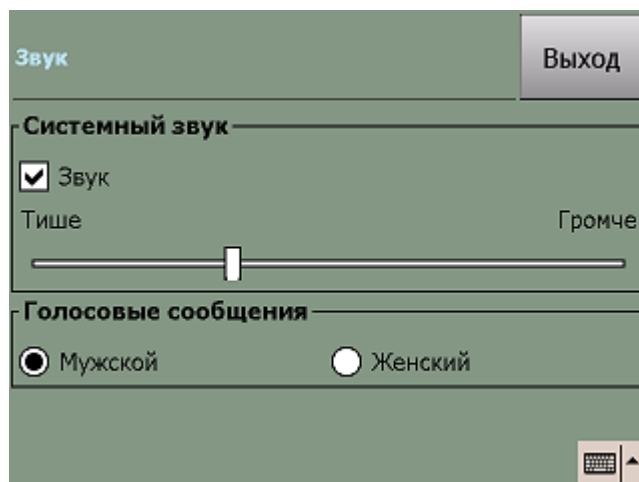 Звук
Выход
Системный звук
Звук
Тише Громче
Голосовые сообщения
Мужской Женский